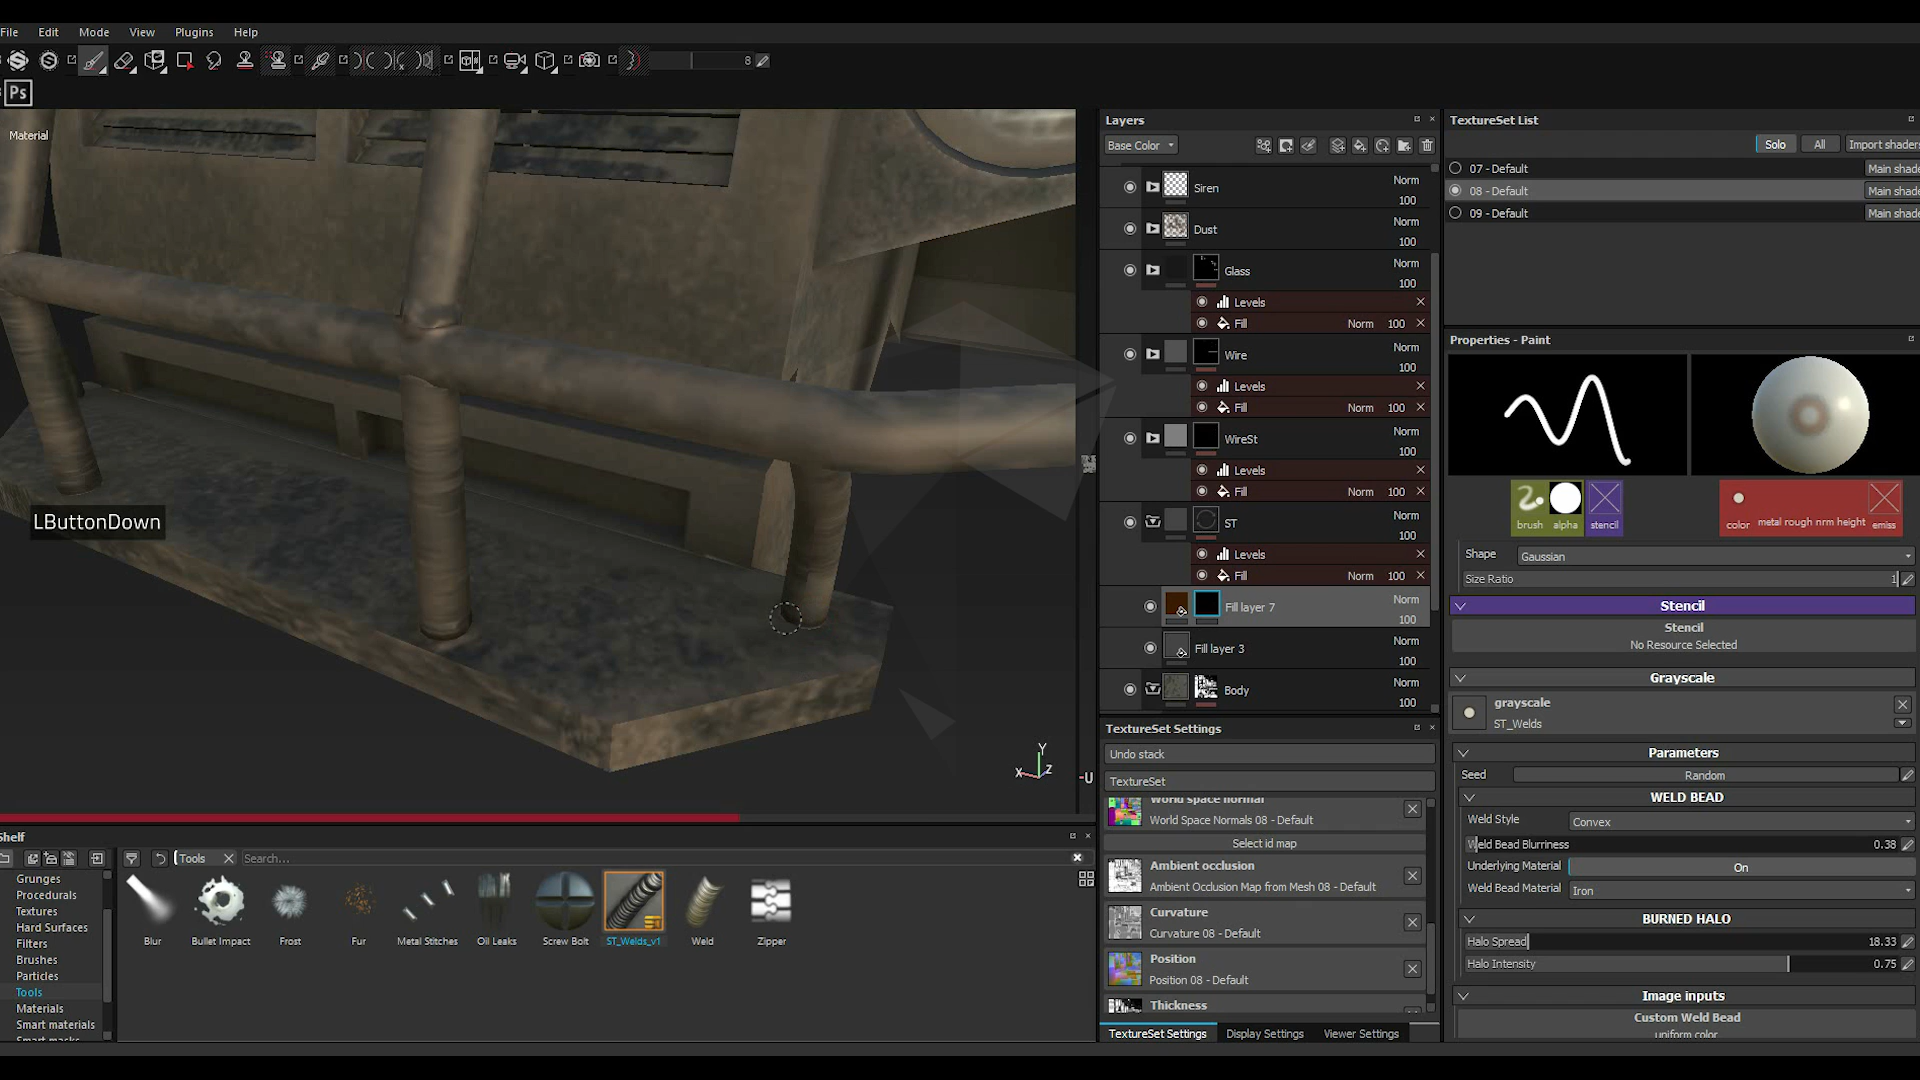 File Edit Mode View Plugins Help
8
Ps
Material
LButtonDown
Y
X Z
-U
Layers
Base Color
Siren Norm 100
Dust Norm 100
Glass Norm 100
Levels
Fill Norm 100
Wire Norm 100
Levels
Fill Norm 100
WireSt Norm 100
Levels
Fill Norm 100
ST Norm 100
Levels
Fill Norm 100
Fill layer 7 Norm 100
Fill layer 3 Norm 100
Body Norm 100
TextureSet Settings
Undo stack
TextureSet
World space normal
World Space Normals 08 - Default
Select id map
Ambient occlusion
Ambient Occlusion Map from Mesh 08 - Default
Curvature
Curvature 08 - Default
Position
Position 08 - Default
Thickness
TextureSet Settings Display Settings Viewer Settings
TextureSet List
Solo All Import shaders
07 - Default Main shade
08 - Default Main shade
09 - Default Main shade
Properties - Paint
brush alpha stencil
color metal rough nrm height emiss
Shape Gaussian
Size Ratio 1
Stencil
Stencil
No Resource Selected
Grayscale
grayscale
ST_Welds
Parameters
Seed Random
WELD BEAD
Weld Style Convex
Weld Bead Blurriness 0.38
Underlying Material On
Weld Bead Material Iron
BURNED HALO
Halo Spread 18.33
Halo Intensity 0.75
Image inputs
Custom Weld Bead
uniform color
Shelf
Tools Search...
Grunges
Procedurals
Textures
Hard Surfaces
Filters
Brushes
Particles
Tools
Materials
Smart materials
Smart masks
Blur Bullet Impact Frost Fur Metal Stitches Oil Leaks Screw Bolt ST_Welds_v1 Weld Zipper